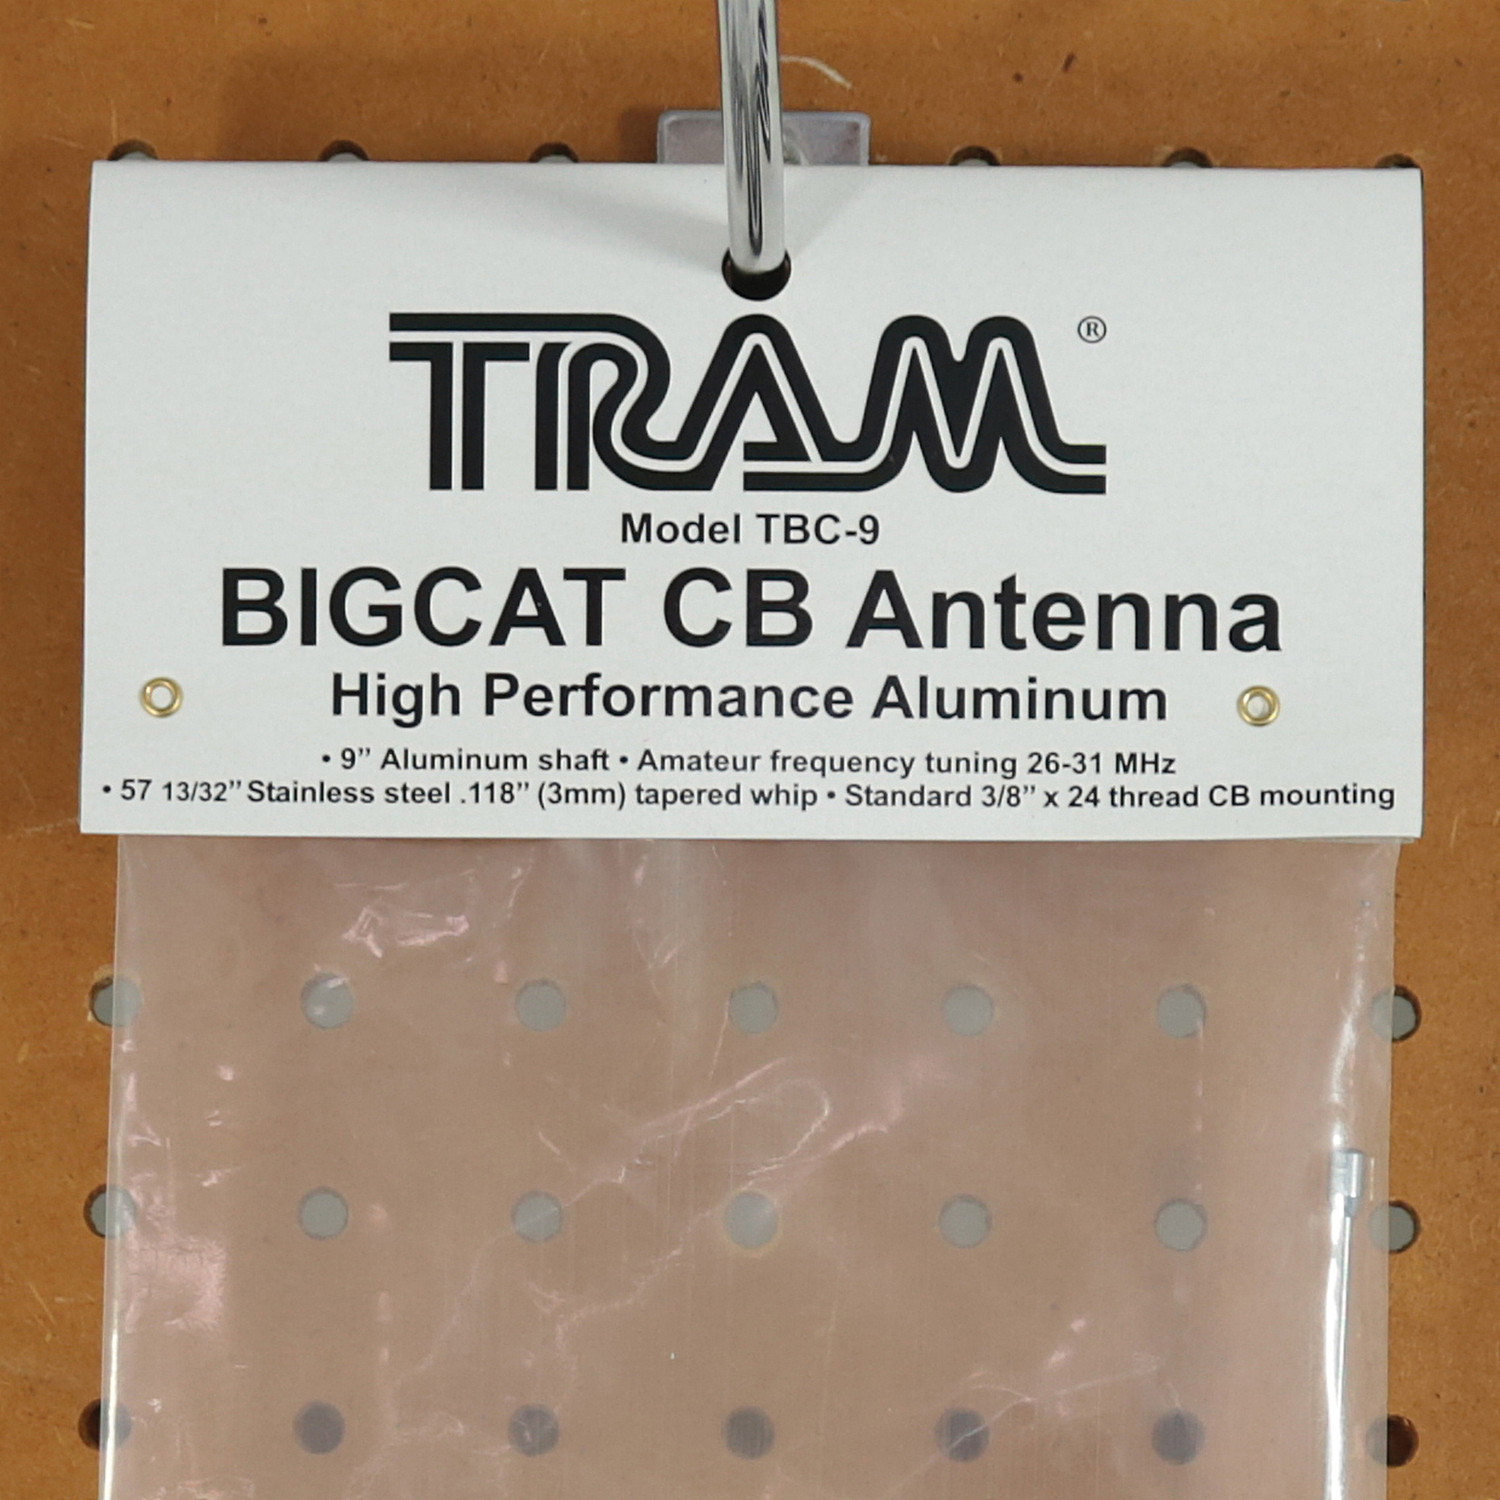 TRAM®
Model TBC-9
BIGCAT CB Antenna
High Performance Aluminum
• 9” Aluminum shaft • Amateur frequency tuning 26-31 MHz
• 57 13/32” Stainless steel .118” (3mm) tapered whip • Standard 3/8” x 24 thread CB mounting